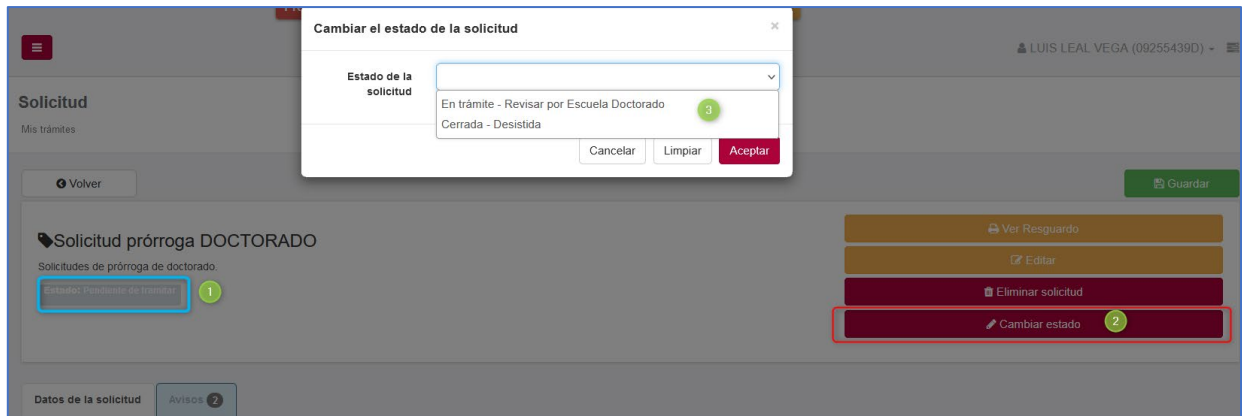 Cambiar el estado de la solicitud
×
LUIS LEAL VEGA (09255439D)
Estado de la
solicitud
En trámite - Revisar por Escuela Doctorado
3
Cerrada - Desistida
Solicitud
Mis trámites
Cancelar
Limpiar
Aceptar
Volver
Guardar
Solicitud prórroga DOCTORADO
Solicitudes de prórroga de doctorado.
Estado: Pendiente de tramitar
1
Ver Resguardo
Editar
Eliminar solicitud
Cambiar estado
2
Datos de la solicitud
Avisos 2